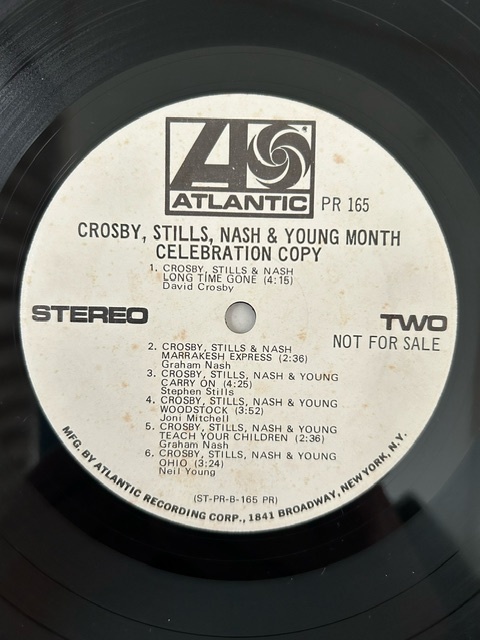 ATLANTIC
PR 165
CROSBY, STILLS, NASH & YOUNG MONTH
CELEBRATION COPY
1. CROSBY, STILLS & NASH
LONG TIME GONE (4:15)
David Crosby
STEREO
TWO
NOT FOR SALE
2. CROSBY, STILLS & NASH
MARRAKESH EXPRESS (2:36)
Graham Nash
3. CROSBY, STILLS, NASH & YOUNG
CARRY ON (4:25)
Stephen Stills
4. CROSBY, STILLS, NASH & YOUNG
WOODSTOCK (3:52)
Joni Mitchell
5. CROSBY, STILLS, NASH & YOUNG
TEACH YOUR CHILDREN (2:36)
Graham Nash
6. CROSBY, STILLS, NASH & YOUNG
OHIO (3:24)
Neil Young
(ST-PR-B-165 PR)
MFG. BY ATLANTIC RECORDING CORP., 1841 BROADWAY, NEW YORK, N.Y.